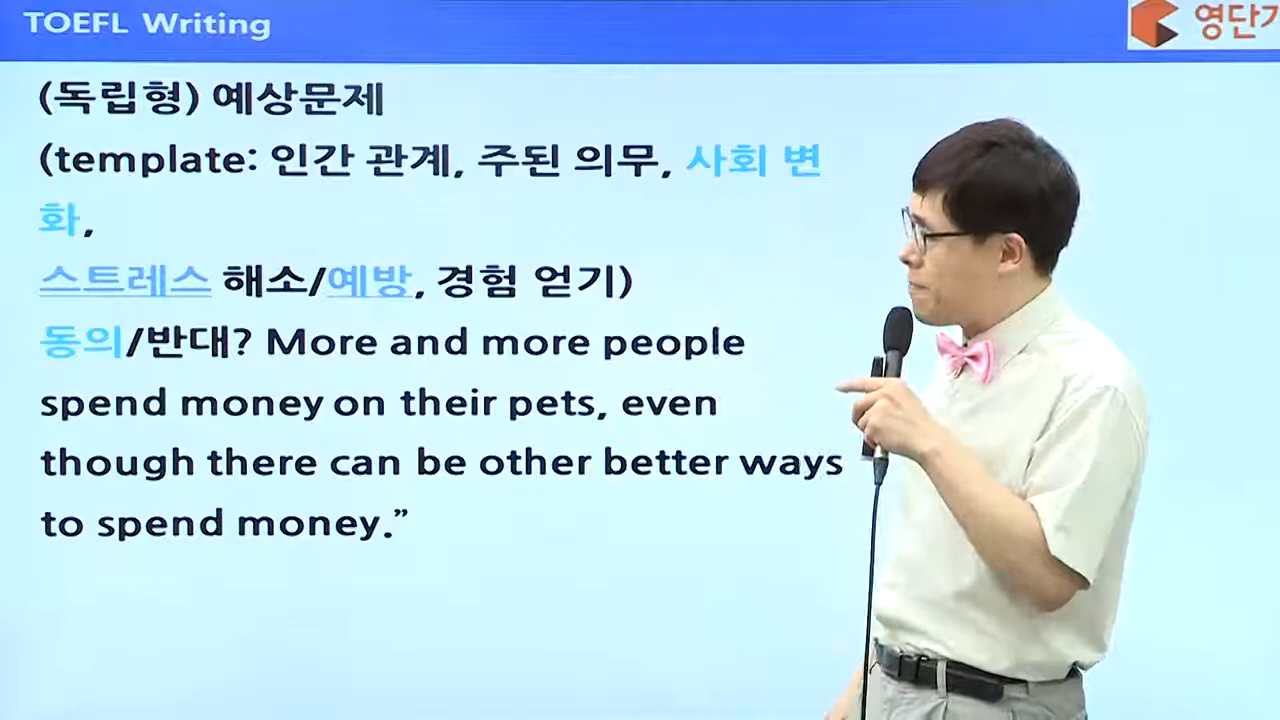 TOEFL Writing
영단기
(독립형) 예상문제
(template: 인간 관계, 주된 의무, 사회 변
화,
스트레스 해소/예방, 경험 얻기)
동의/반대? More and more people
spend money on their pets, even
though there can be other better ways
to spend money.”